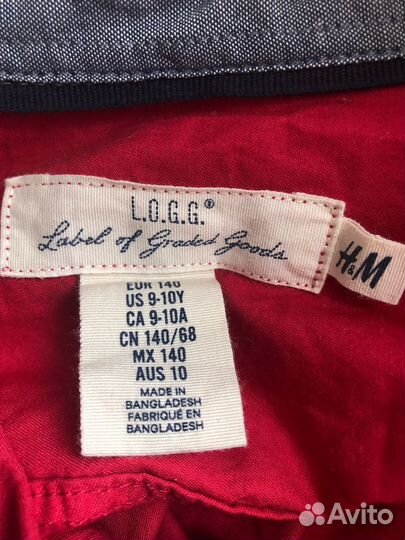 L.O.G.G.®
Label of Graded Goods
H&M
EUR 140
US 9-10Y
CA 9-10A
CN 140/68
MX 140
AUS 10
MADE IN
BANGLADESH
FABRIQUÉ EN
BANGLADESH
Avito